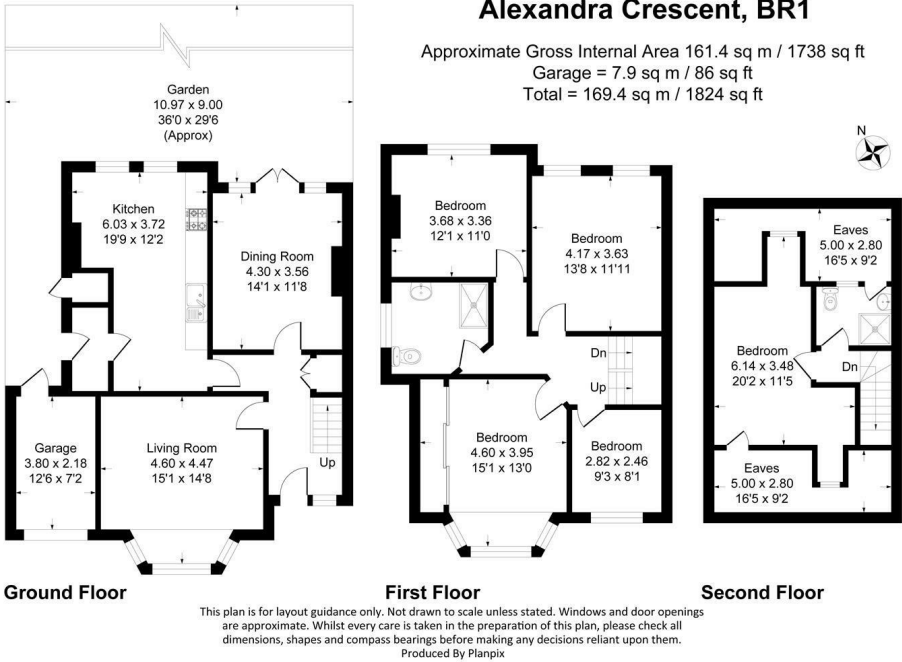 Alexandra Crescent, BR1
Approximate Gross Internal Area 161.4 sq m / 1738 sq ft
Garage = 7.9 sq m / 86 sq ft
Total = 169.4 sq m / 1824 sq ft
N
Garden
10.97 x 9.00
36'0 x 29'6
(Approx)
Kitchen
6.03 x 3.72
19'9 x 12'2
Dining Room
4.30 x 3.56
14'1 x 11'8
Garage
3.80 x 2.18
12'6 x 7'2
Living Room
4.60 x 4.47
15'1 x 14'8
Up
Ground Floor
Bedroom
3.68 x 3.36
12'1 x 11'0
Bedroom
4.17 x 3.63
13'8 x 11'11
Dn
Up
Bedroom
4.60 x 3.95
15'1 x 13'0
Bedroom
2.82 x 2.46
9'3 x 8'1
First Floor
Eaves
5.00 x 2.80
16'5 x 9'2
Bedroom
6.14 x 3.48
20'2 x 11'5
Dn
Eaves
5.00 x 2.80
16'5 x 9'2
Second Floor
This plan is for layout guidance only. Not drawn to scale unless stated. Windows and door openings
are approximate. Whilst every care is taken in the preparation of this plan, please check all
dimensions, shapes and compass bearings before making any decisions reliant upon them.
Produced By Planpix